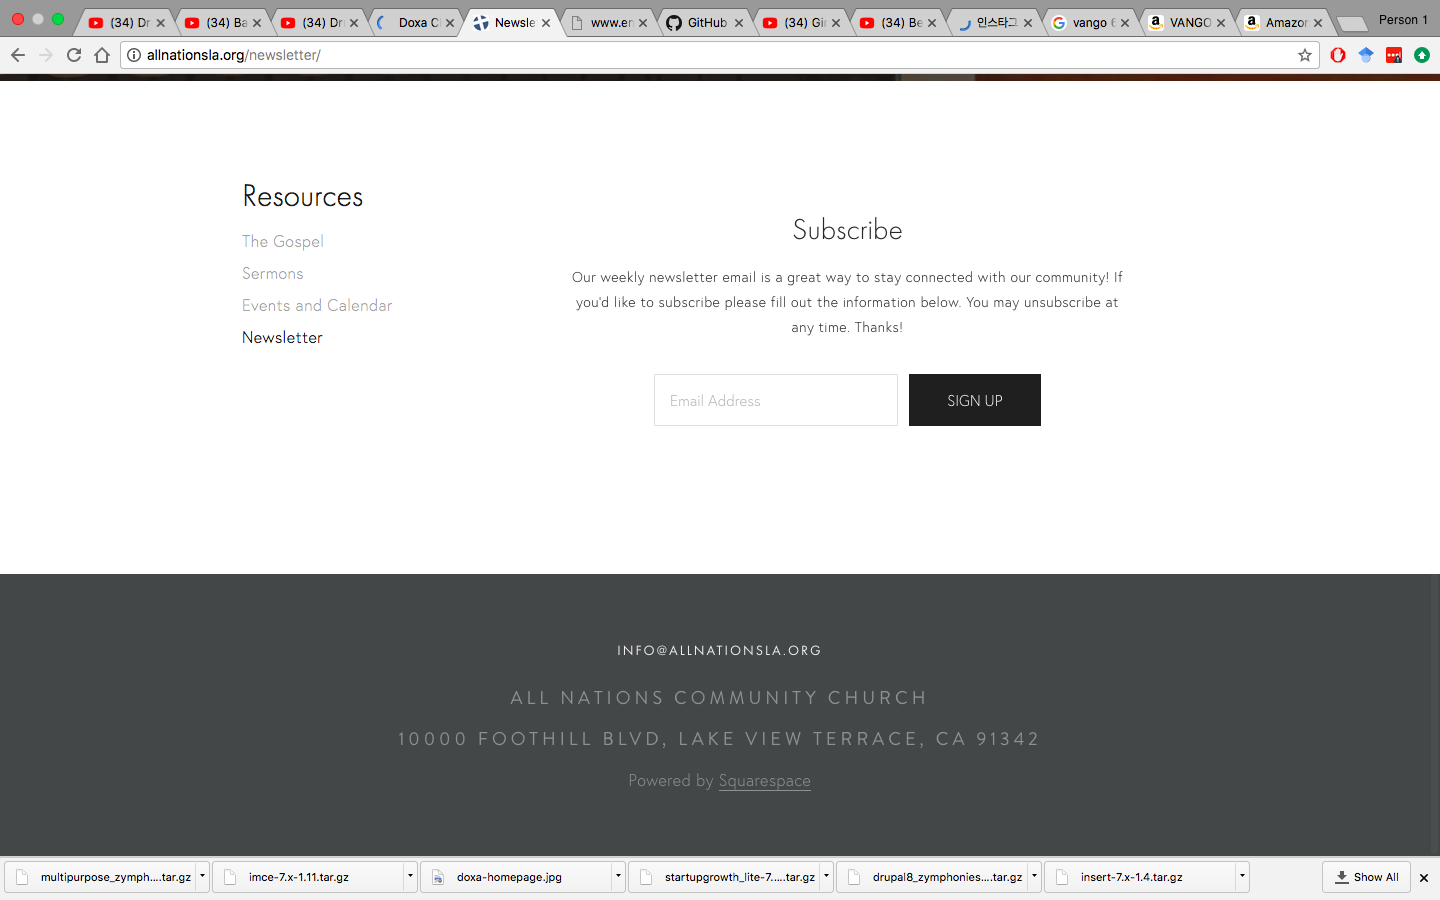 (34) Dr
(34) Ba
(34) Dr
Doxa C
Newsle
www.en
GitHub
(34) Gi
(34) Be
인스타그
vango 6
VANGO
Amazon
Person 1
allnationsla.org/newsletter/
Resources
The Gospel
Sermons
Events and Calendar
Newsletter
Subscribe
Our weekly newsletter email is a great way to stay connected with our community! If
you'd like to subscribe please fill out the information below. You may unsubscribe at
any time. Thanks!
Email Address
SIGN UP
INFO@ALLNATIONSLA.ORG
ALL NATIONS COMMUNITY CHURCH
10000 FOOTHILL BLVD, LAKE VIEW TERRACE, CA 91342
Powered by Squarespace
multipurpose_zymph....tar.gz
imce-7.x-1.11.tar.gz
doxa-homepage.jpg
startupgrowth_lite-7.....tar.gz
drupal8_zymphonies....tar.gz
insert-7.x-1.4.tar.gz
Show All